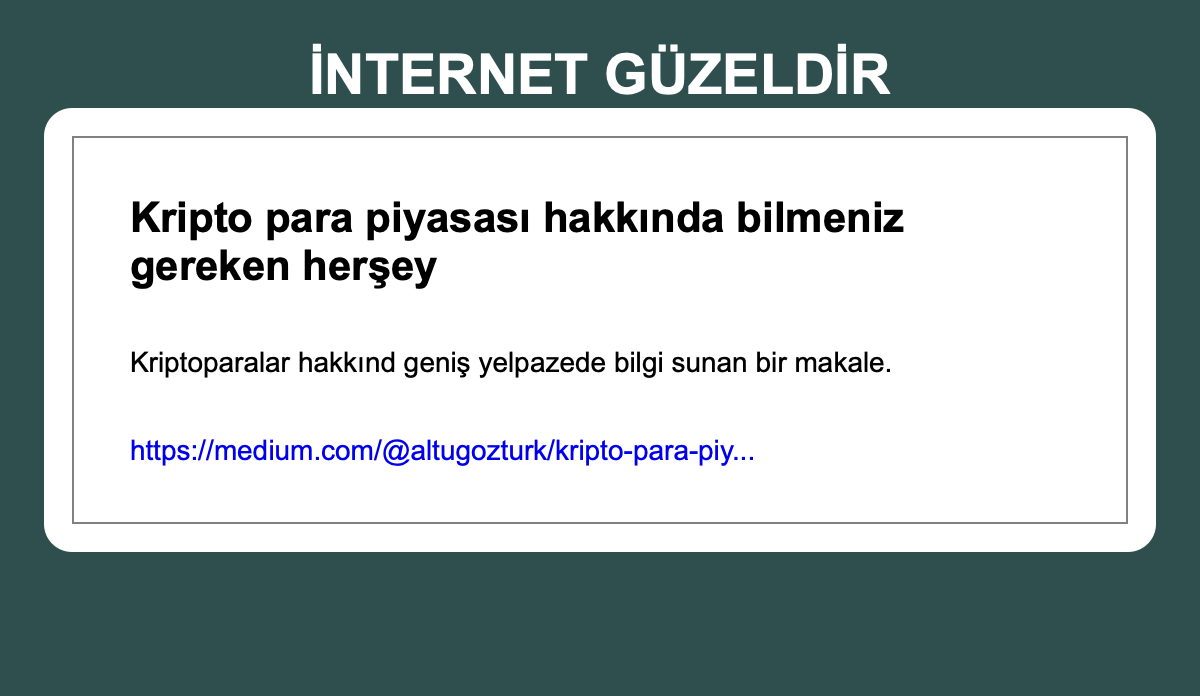 İNTERNET GÜZELDİR
Kripto para piyasası hakkında bilmeniz
gereken herşey
Kriptoparalar hakkınd geniş yelpazede bilgi sunan bir makale.
https://medium.com/@altugozturk/kripto-para-piy...